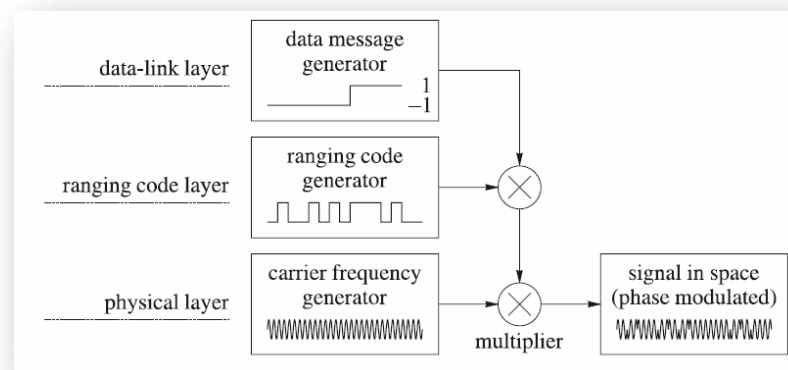 data-link layer
data message
generator
1
−1
ranging code layer
ranging code
generator
physical layer
carrier frequency
generator
multiplier
signal in space
(phase modulated)